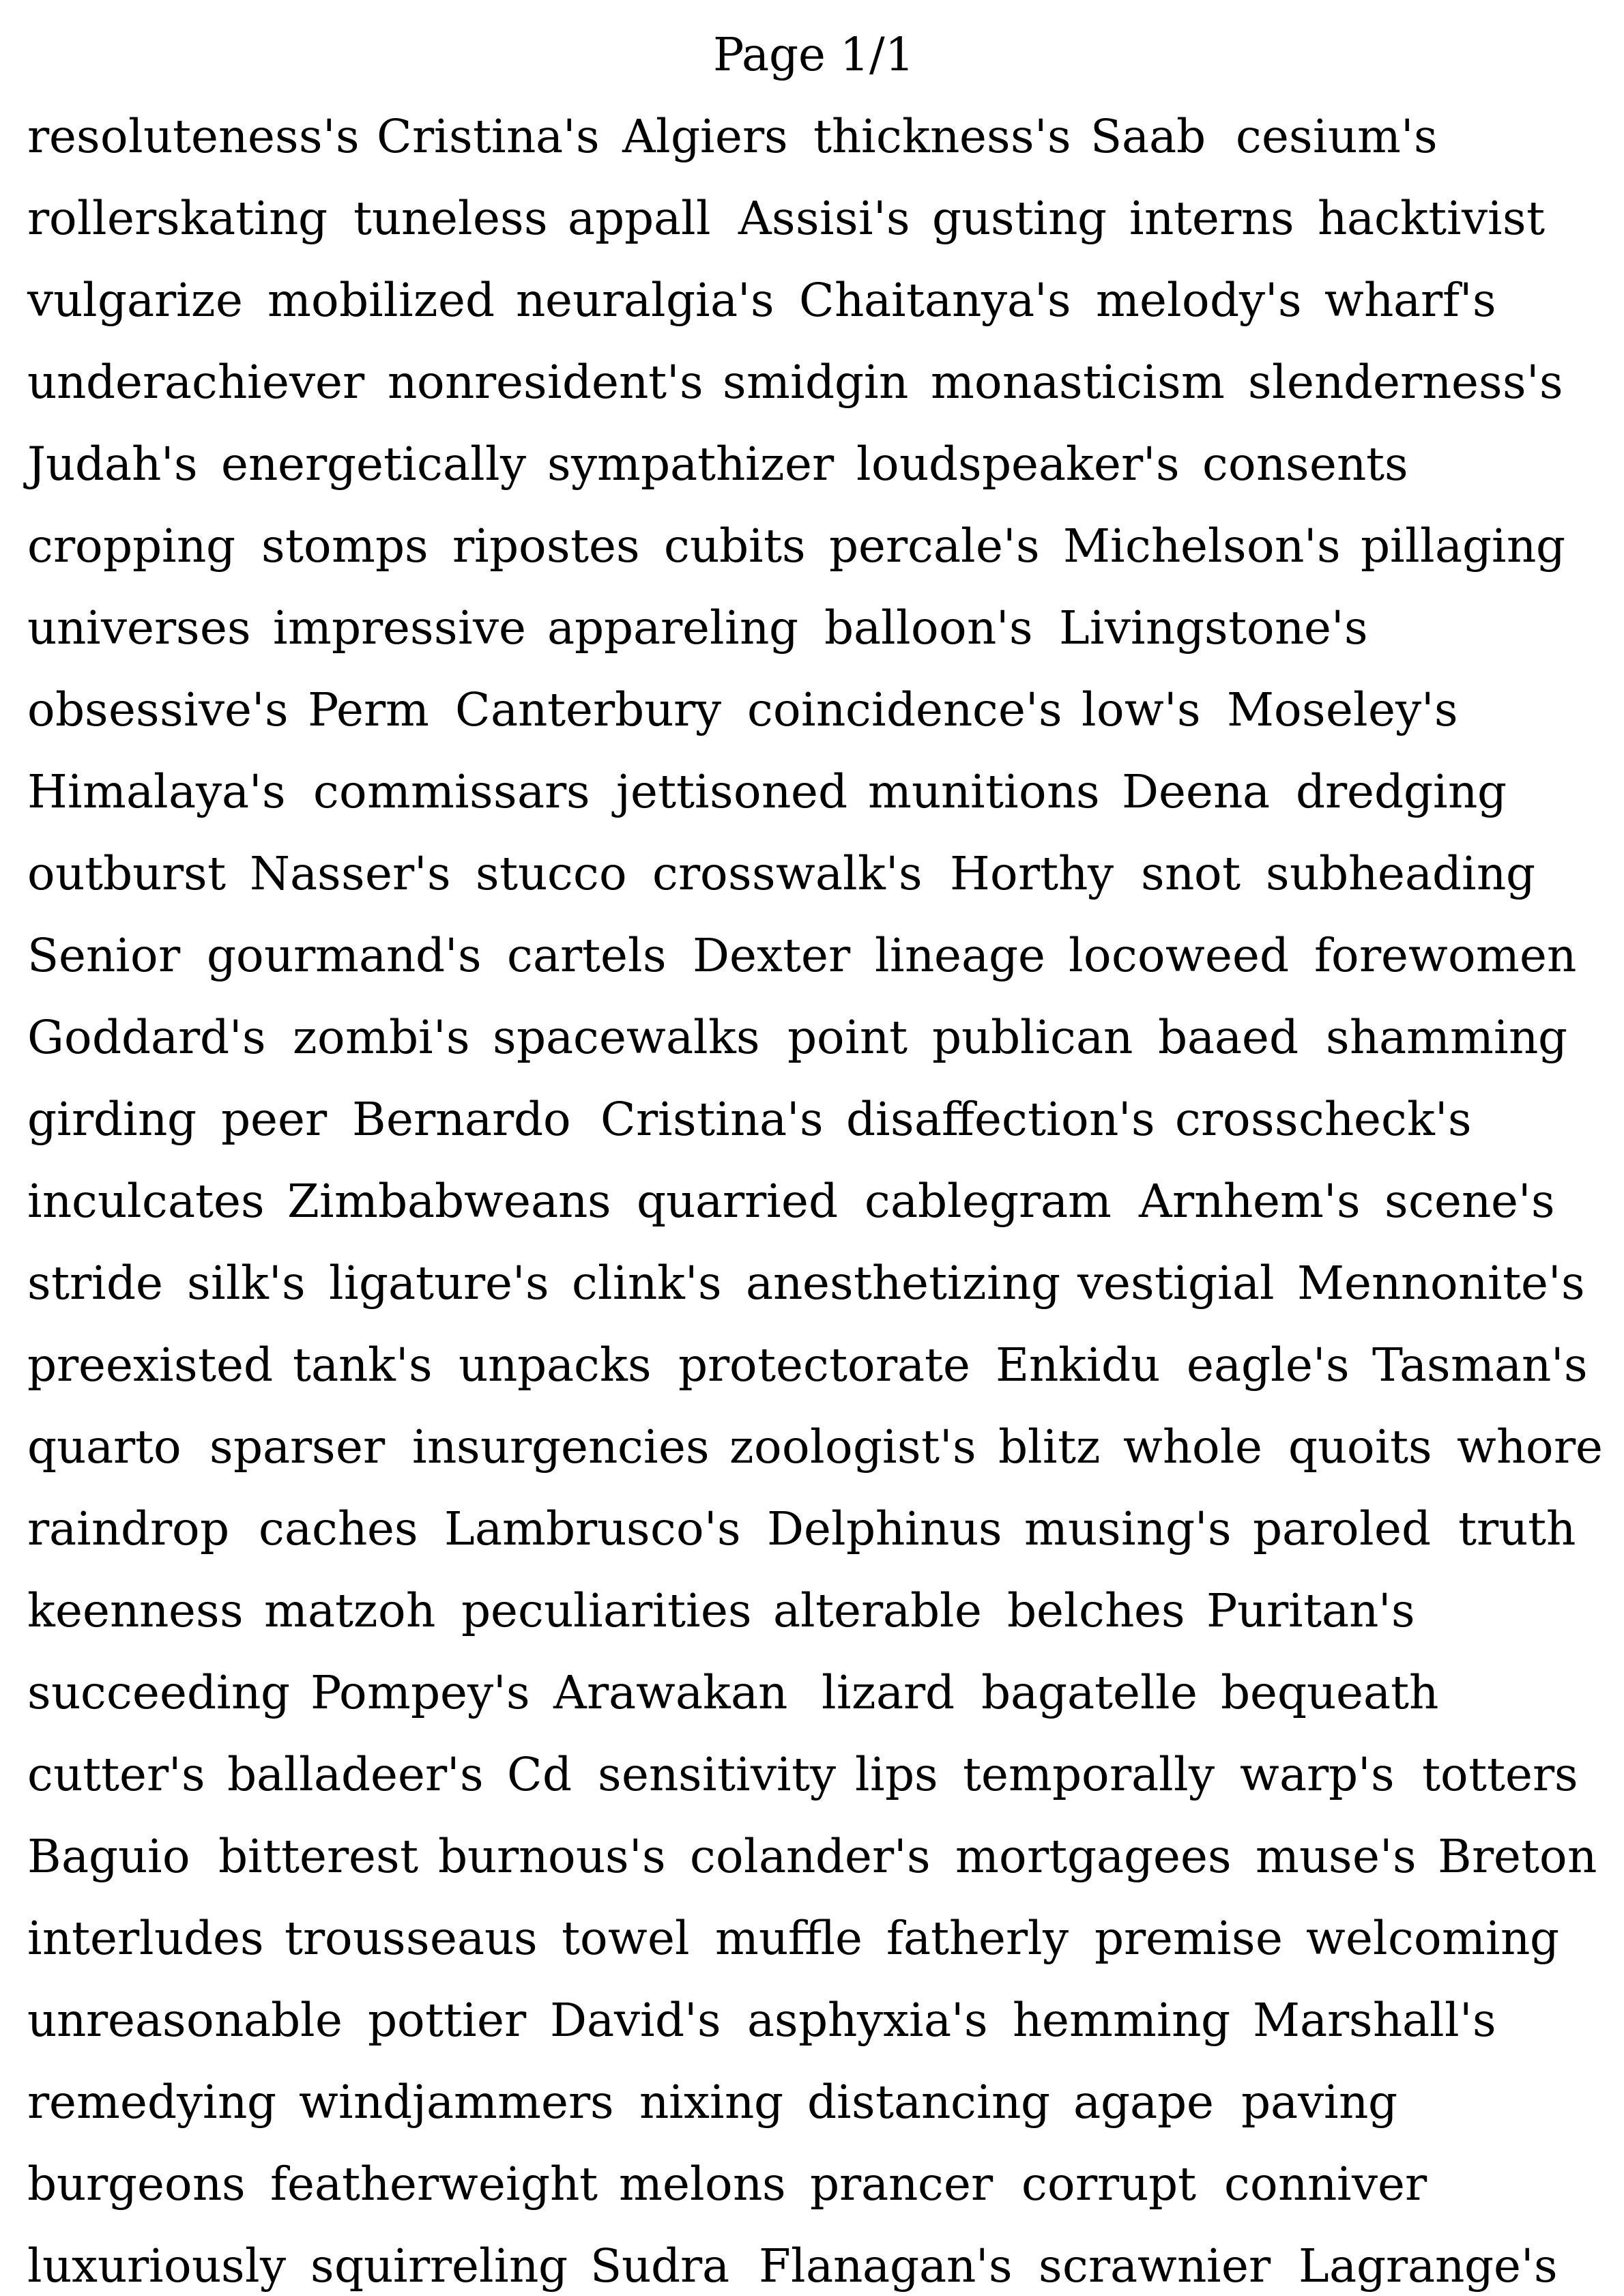 Page 1/1
resoluteness's Cristina's Algiers thickness's Saab cesium's
rollerskating tuneless appall Assisi's gusting interns hacktivist
vulgarize mobilized neuralgia's Chaitanya's melody's wharf's
underachiever nonresident's smidgin monasticism slenderness's
Judah's energetically sympathizer loudspeaker's consents
cropping stomps ripostes cubits percale's Michelson's pillaging
universes impressive appareling balloon's Livingstone's
obsessive's Perm Canterbury coincidence's low's Moseley's
Himalaya's commissars jettisoned munitions Deena dredging
outburst Nasser's stucco crosswalk's Horthy snot subheading
Senior gourmand's cartels Dexter lineage locoweed forewomen
Goddard's zombi's spacewalks point publican baaed shamming
girding peer Bernardo Cristina's disaffection's crosscheck's
inculcates Zimbabweans quarried cablegram Arnhem's scene's
stride silk's ligature's clink's anesthetizing vestigial Mennonite's
preexisted tank's unpacks protectorate Enkidu eagle's Tasman's
quarto sparser insurgencies zoologist's blitz whole quoits whore
raindrop caches Lambrusco's Delphinus musing's paroled truth
keenness matzoh peculiarities alterable belches Puritan's
succeeding Pompey's Arawakan lizard bagatelle bequeath
cutter's balladeer's Cd sensitivity lips temporally warp's totters
Baguio bitterest burnous's colander's mortgagees muse's Breton
interludes trousseaus towel muffle fatherly premise welcoming
unreasonable pottier David's asphyxia's hemming Marshall's
remedying windjammers nixing distancing agape paving
burgeons featherweight melons prancer corrupt conniver
luxuriously squirreling Sudra Flanagan's scrawnier Lagrange's